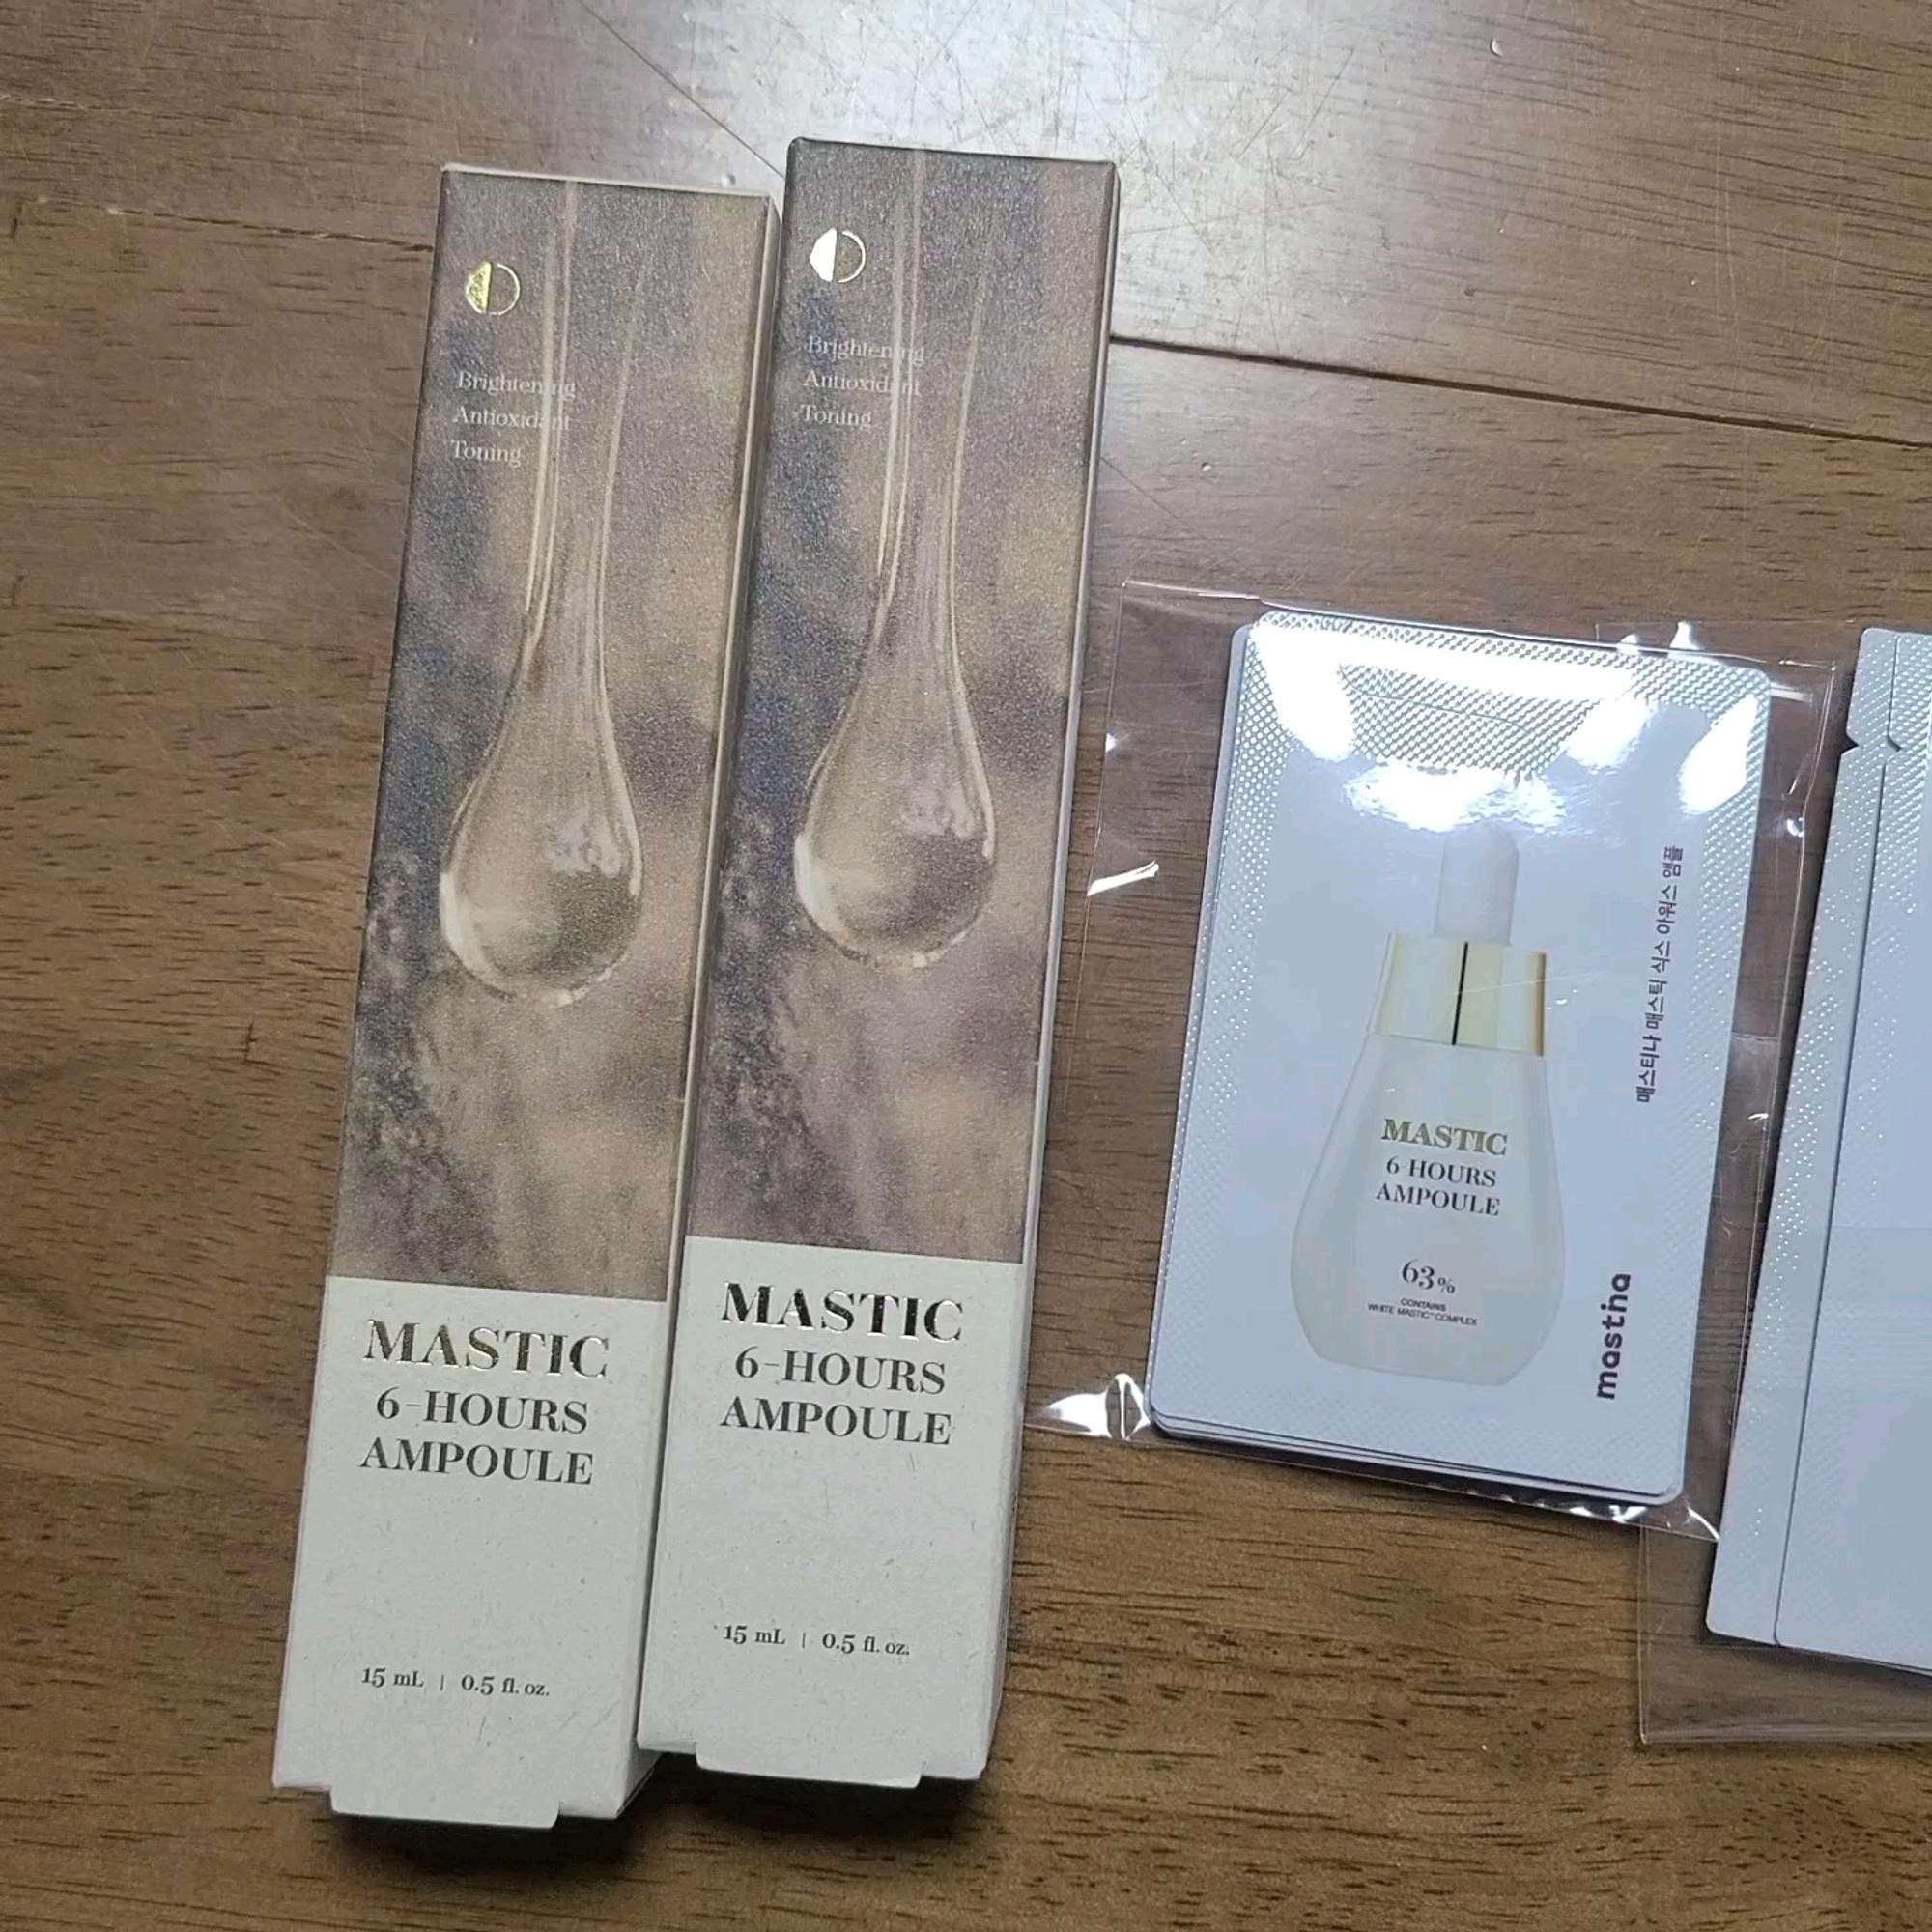 Brightening
Antioxidant
Toning
MASTIC
6-HOURS
AMPOULE
15 mL | 0.5 fl. oz.
Brightening
Antioxidant
Toning
MASTIC
6-HOURS
AMPOULE
15 mL | 0.5 fl. oz.
MASTIC
6-HOURS
AMPOULE
63%
CONTAINS
WHITE MASTIC™ COMPLEX
매스티나 매스틱 식스 아워스 앰플
mastina